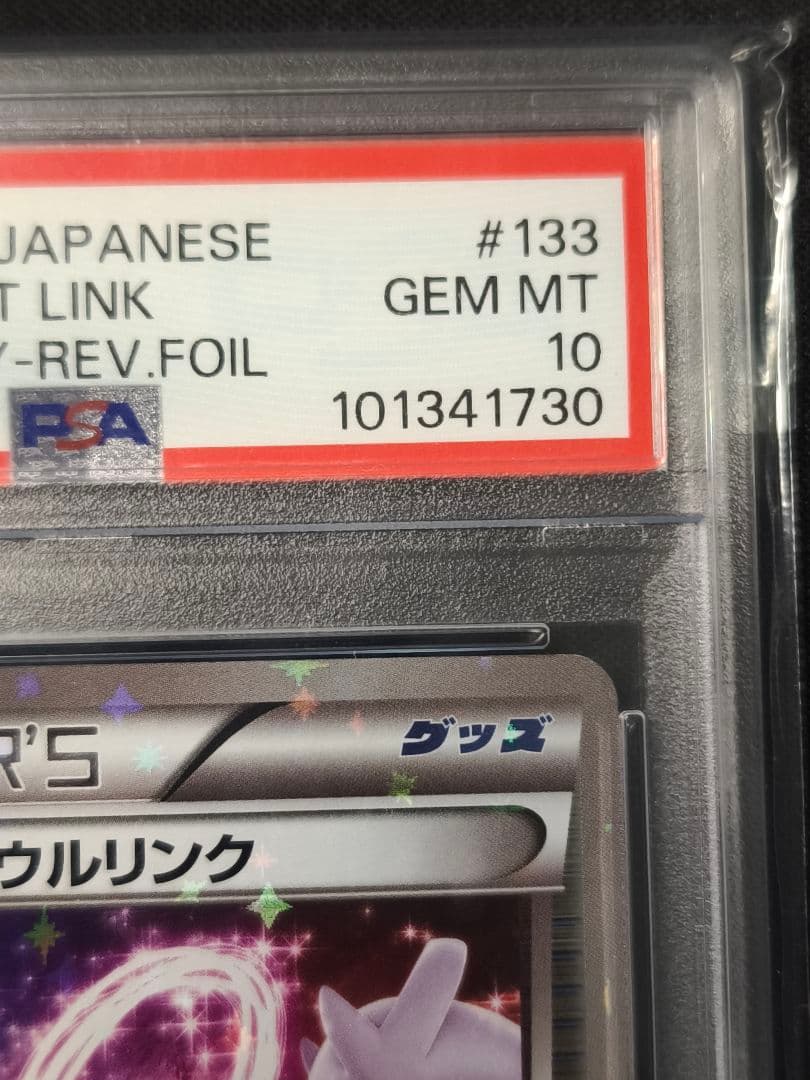 JAPANESE #133
T LINK GEM MT
Y-REV.FOIL 10
PSA 101341730
R'S グッズ
ウルリンク